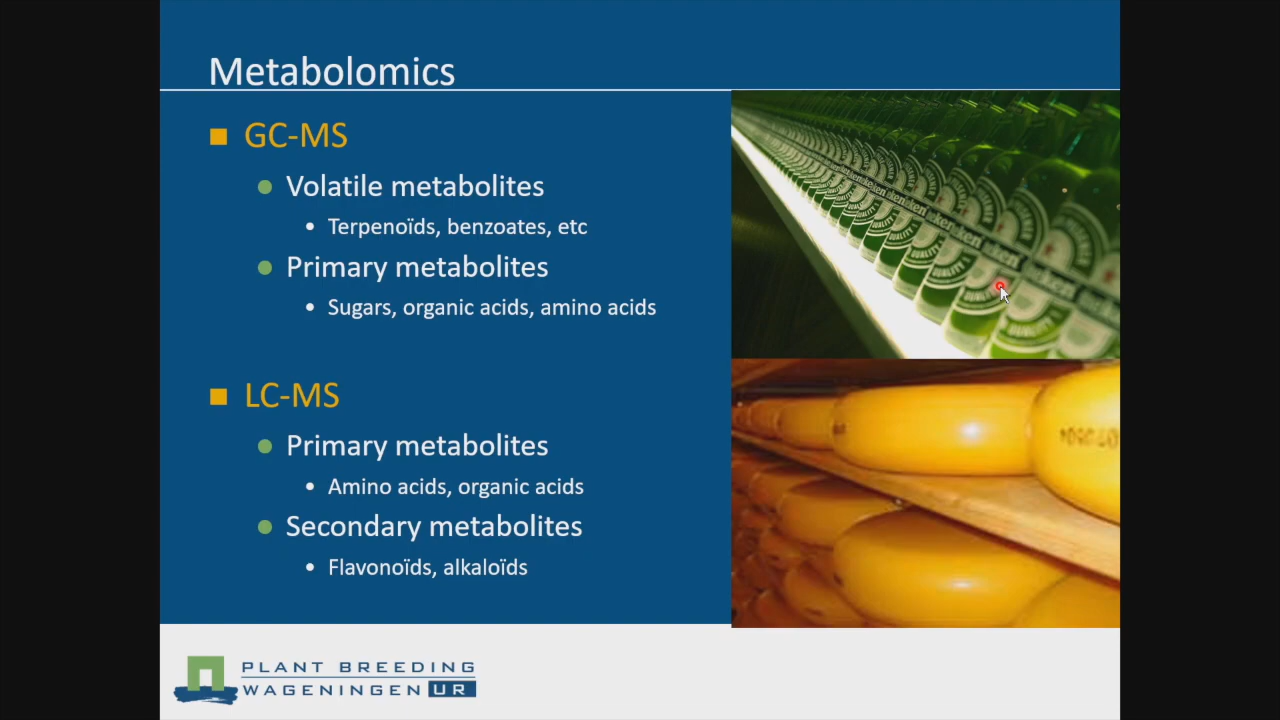 Metabolomics
GC-MS
Volatile metabolites
Terpenoïds, benzoates, etc
Primary metabolites
Sugars, organic acids, amino acids
LC-MS
Primary metabolites
Amino acids, organic acids
Secondary metabolites
Flavonoïds, alkaloïds
QUALITY
PLANT BREEDING
WAGENINGEN UR